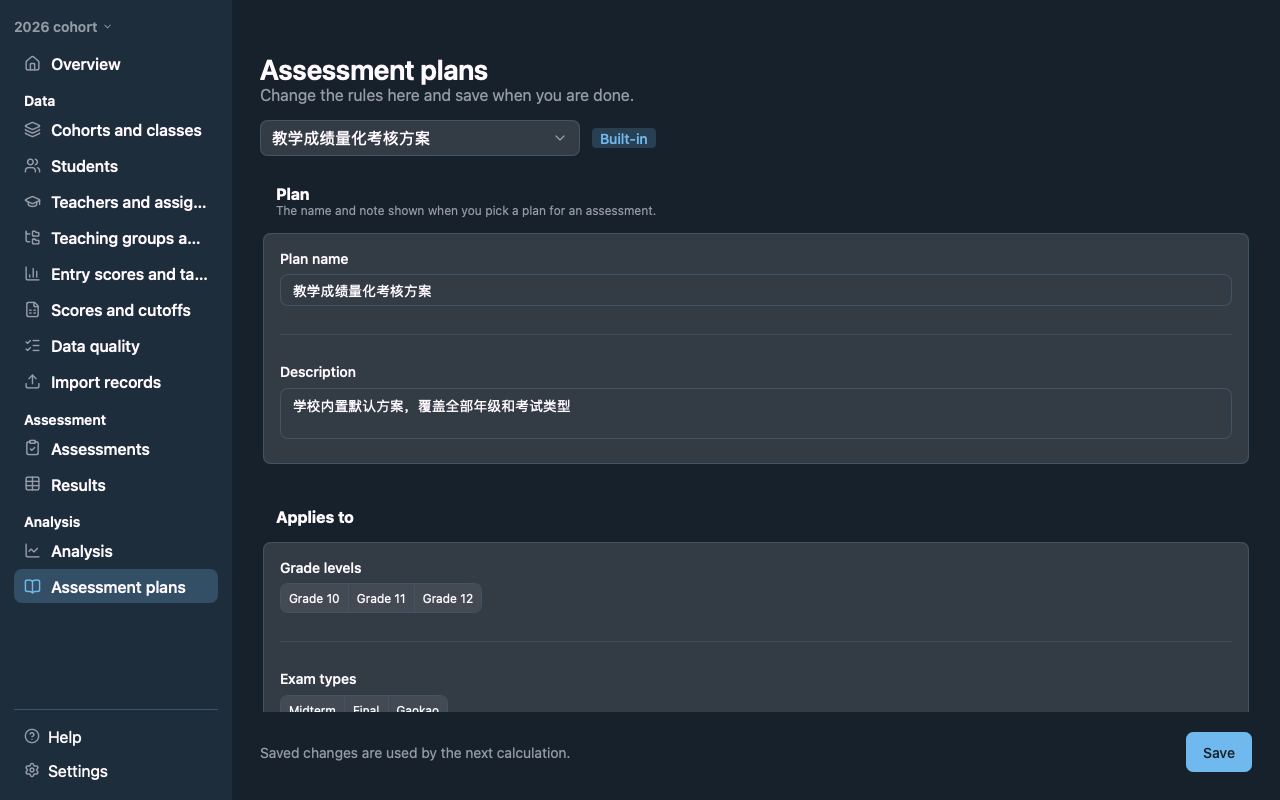 2026 cohort
Overview
Data
Cohorts and classes
Students
Teachers and assig...
Teaching groups a...
Entry scores and ta...
Scores and cutoffs
Data quality
Import records
Assessment
Assessments
Results
Analysis
Analysis
Assessment plans
Help
Settings
Assessment plans
Change the rules here and save when you are done.
教学成绩量化考核方案
Built-in
Plan
The name and note shown when you pick a plan for an assessment.
Plan name
教学成绩量化考核方案
Description
学校内置默认方案，覆盖全部年级和考试类型
Applies to
Grade levels
Grade 10 Grade 11 Grade 12
Exam types
Midterm Final Gaokao
Saved changes are used by the next calculation.
Save